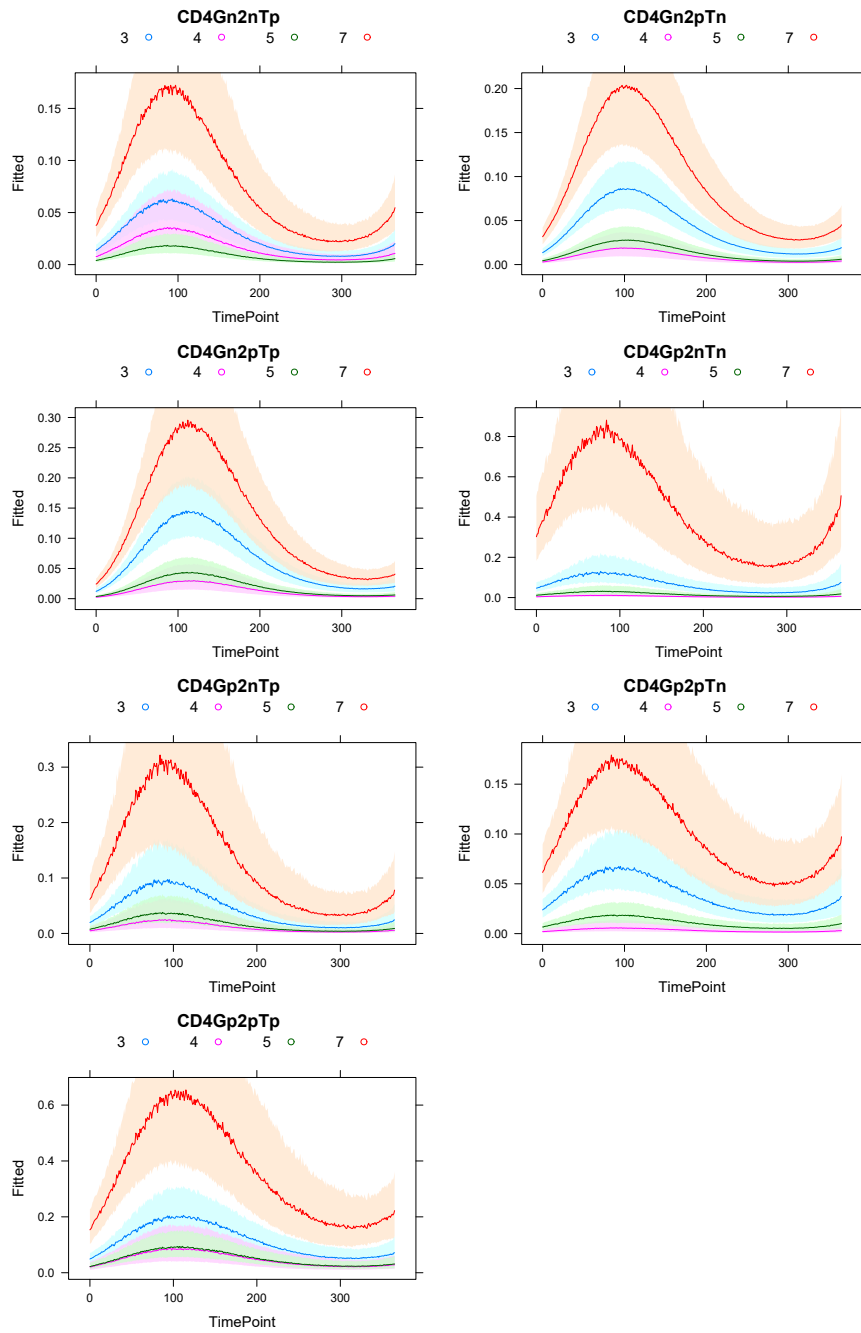 CD4Gn2nTp
3 4 5 7
0.15
0.10
0.05
0.00
Fitted
0 100 200 300
TimePoint
CD4Gn2pTn
3 4 5 7
0.20
0.15
0.10
0.05
0.00
Fitted
0 100 200 300
TimePoint
CD4Gn2pTp
3 4 5 7
0.30
0.25
0.20
0.15
0.10
0.05
0.00
Fitted
0 100 200 300
TimePoint
CD4Gp2nTn
3 4 5 7
0.8
0.6
0.4
0.2
0.0
Fitted
0 100 200 300
TimePoint
CD4Gp2nTp
3 4 5 7
0.3
0.2
0.1
0.0
Fitted
0 100 200 300
TimePoint
CD4Gp2pTn
3 4 5 7
0.15
0.10
0.05
0.00
Fitted
0 100 200 300
TimePoint
CD4Gp2pTp
3 4 5 7
0.6
0.4
0.2
0.0
Fitted
0 100 200 300
TimePoint